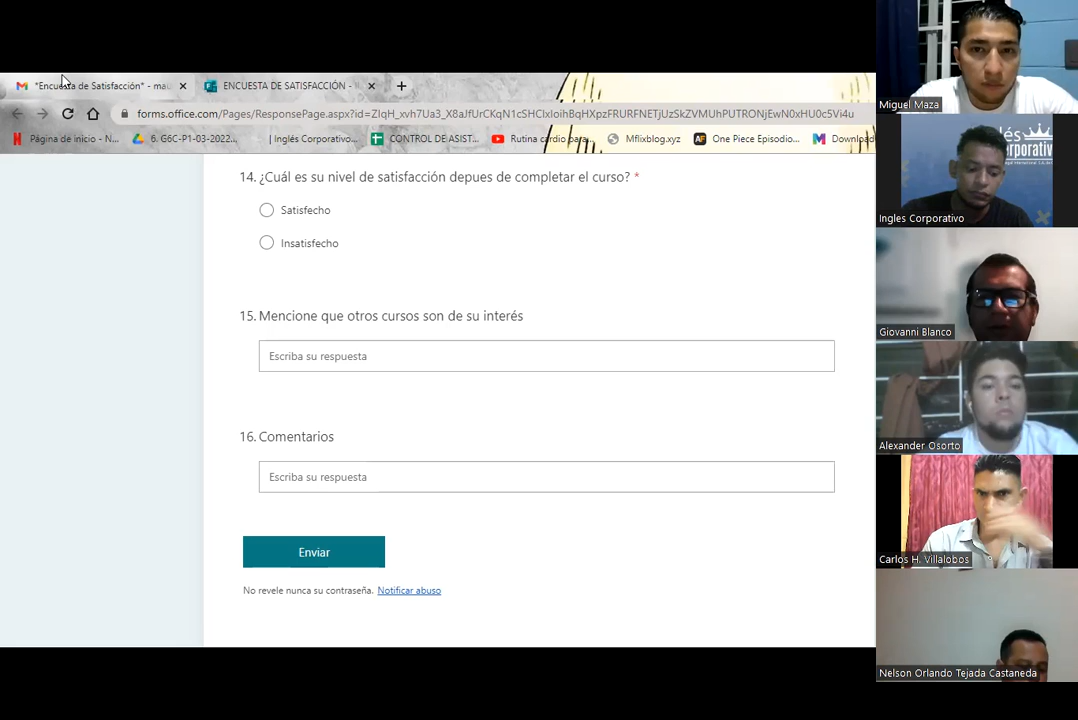 *Encuesta de Satisfacción* - mau
ENCUESTA DE SATISFACCIÓN -
forms.office.com/Pages/ResponsePage.aspx?id=ZIqH_xvh7Ua3_X8aJfUrCKqN1cSHClxIoihBqHXpzFRURFNETjUzSkZVMUhPUTRONjEwN0xHU0c5Vi4u
Página de inicio - N...
6. G6C-P1-03-2022...
| Inglés Corporativo...
CONTROL DE ASIST...
Rutina cardio para...
Mflixblog.xyz
One Piece Episodio...
Download
14. ¿Cuál es su nivel de satisfacción depues de completar el curso? *
Satisfecho
Insatisfecho
15. Mencione que otros cursos son de su interés
Escriba su respuesta
16. Comentarios
Escriba su respuesta
Enviar
No revele nunca su contraseña. Notificar abuso
Miguel Maza
Ingles Corporativo
Giovanni Blanco
Alexander Osorto
Carlos H. Villalobos
Nelson Orlando Tejada Castaneda